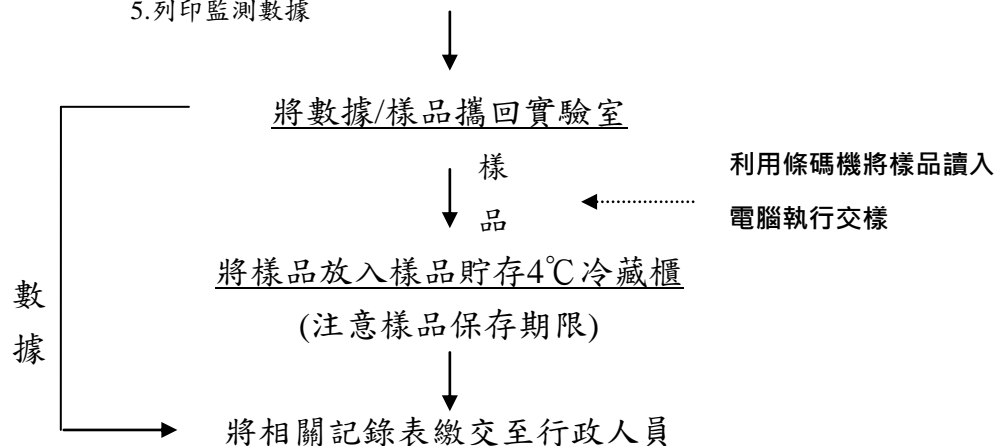 5.列印監測數據
將數據/樣品攜回實驗室
樣
品
利用條碼機將樣品讀入
電腦執行交樣
將樣品放入樣品貯存4℃冷藏櫃
(注意樣品保存期限)
數
據
將相關記錄表繳交至行政人員